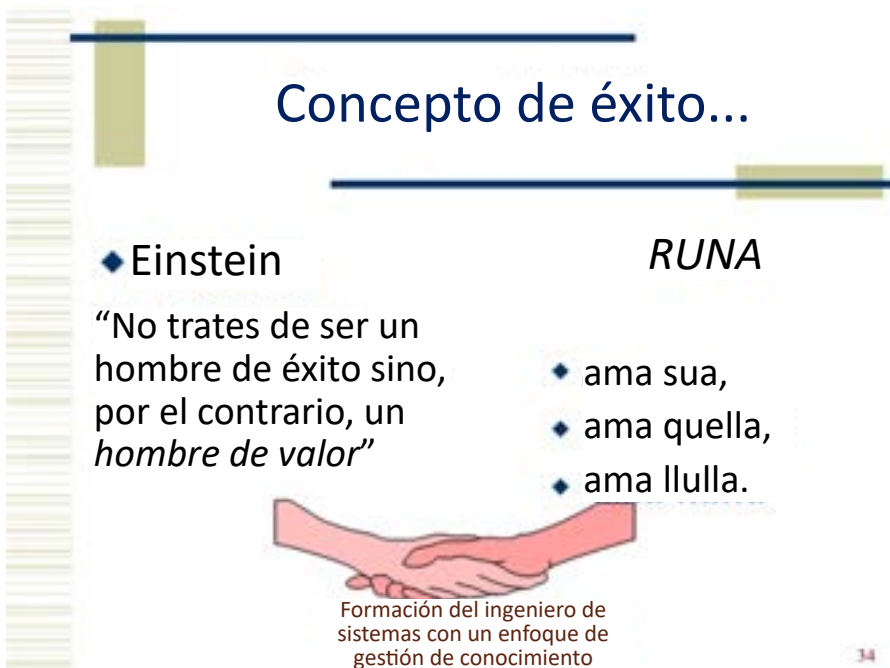 Concepto de éxito...
Einstein
“No trates de ser un
hombre de éxito sino,
por el contrario, un
hombre de valor”
RUNA
ama sua,
ama quella,
ama llulla.
Formación del ingeniero de
sistemas con un enfoque de
gestión de conocimiento
34